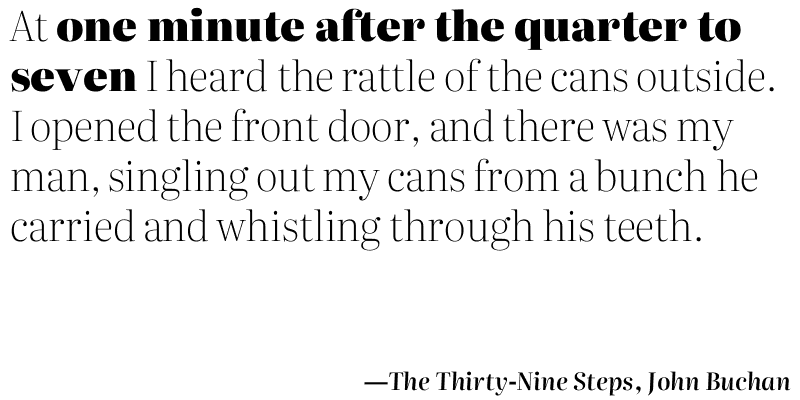 At one minute after the quarter to
seven I heard the rattle of the cans outside.
I opened the front door, and there was my
man, singling out my cans from a bunch he
carried and whistling through his teeth.
—The Thirty-Nine Steps, John Buchan